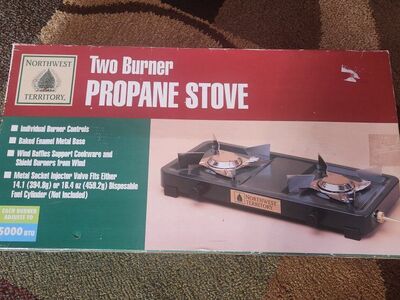 NORTHWEST
TERRITORY
Two Burner
PROPANE STOVE
Individual Burner Controls
Baked Enamel Metal Base
Wind Baffles Support Cookware and
Shield Burners from Wind
Metal Socket Injector Valve Fits Either
14.1 (394.8g) or 16.4 oz (459.2g) Disposable
Fuel Cylinder (Not Included)
EACH BURNER
ADJUSTS TO
5000 BTU
NORTHWEST
TERRITORY